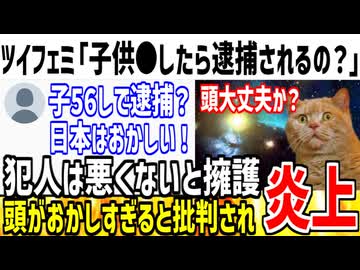 ツイフェミ「子供●したら逮捕されるの？」
子56しで逮捕？
日本はおかしい！
頭大丈夫か？
犯人は悪くないと擁護
頭がおかしすぎると批判され
炎上